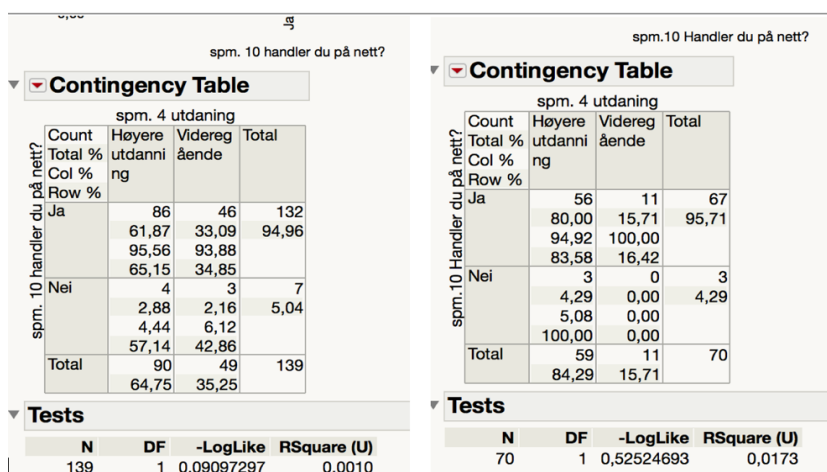 Ja
spm. 10 handler du på nett?
Contingency Table
spm. 4 utdaning
spm. 10 handler du på nett?
Count Høyere Videreg Total
Total % utdanni ående
Col % ng
Row %
Ja 86 46 132
61,87 33,09 94,96
95,56 93,88
65,15 34,85
Nei 4 3 7
2,88 2,16 5,04
4,44 6,12
57,14 42,86
Total 90 49 139
64,75 35,25
Tests
N DF -LogLike RSquare (U)
139 1 0,09097297 0,0010
spm.10 Handler du på nett?
Contingency Table
spm. 4 utdaning
spm.10 Handler du på nett?
Count Høyere Videreg Total
Total % utdanni ående
Col % ng
Row %
Ja 56 11 67
80,00 15,71 95,71
94,92 100,00
83,58 16,42
Nei 3 0 3
4,29 0,00 4,29
5,08 0,00
100,00 0,00
Total 59 11 70
84,29 15,71
Tests
N DF -LogLike RSquare (U)
70 1 0,52524693 0,0173